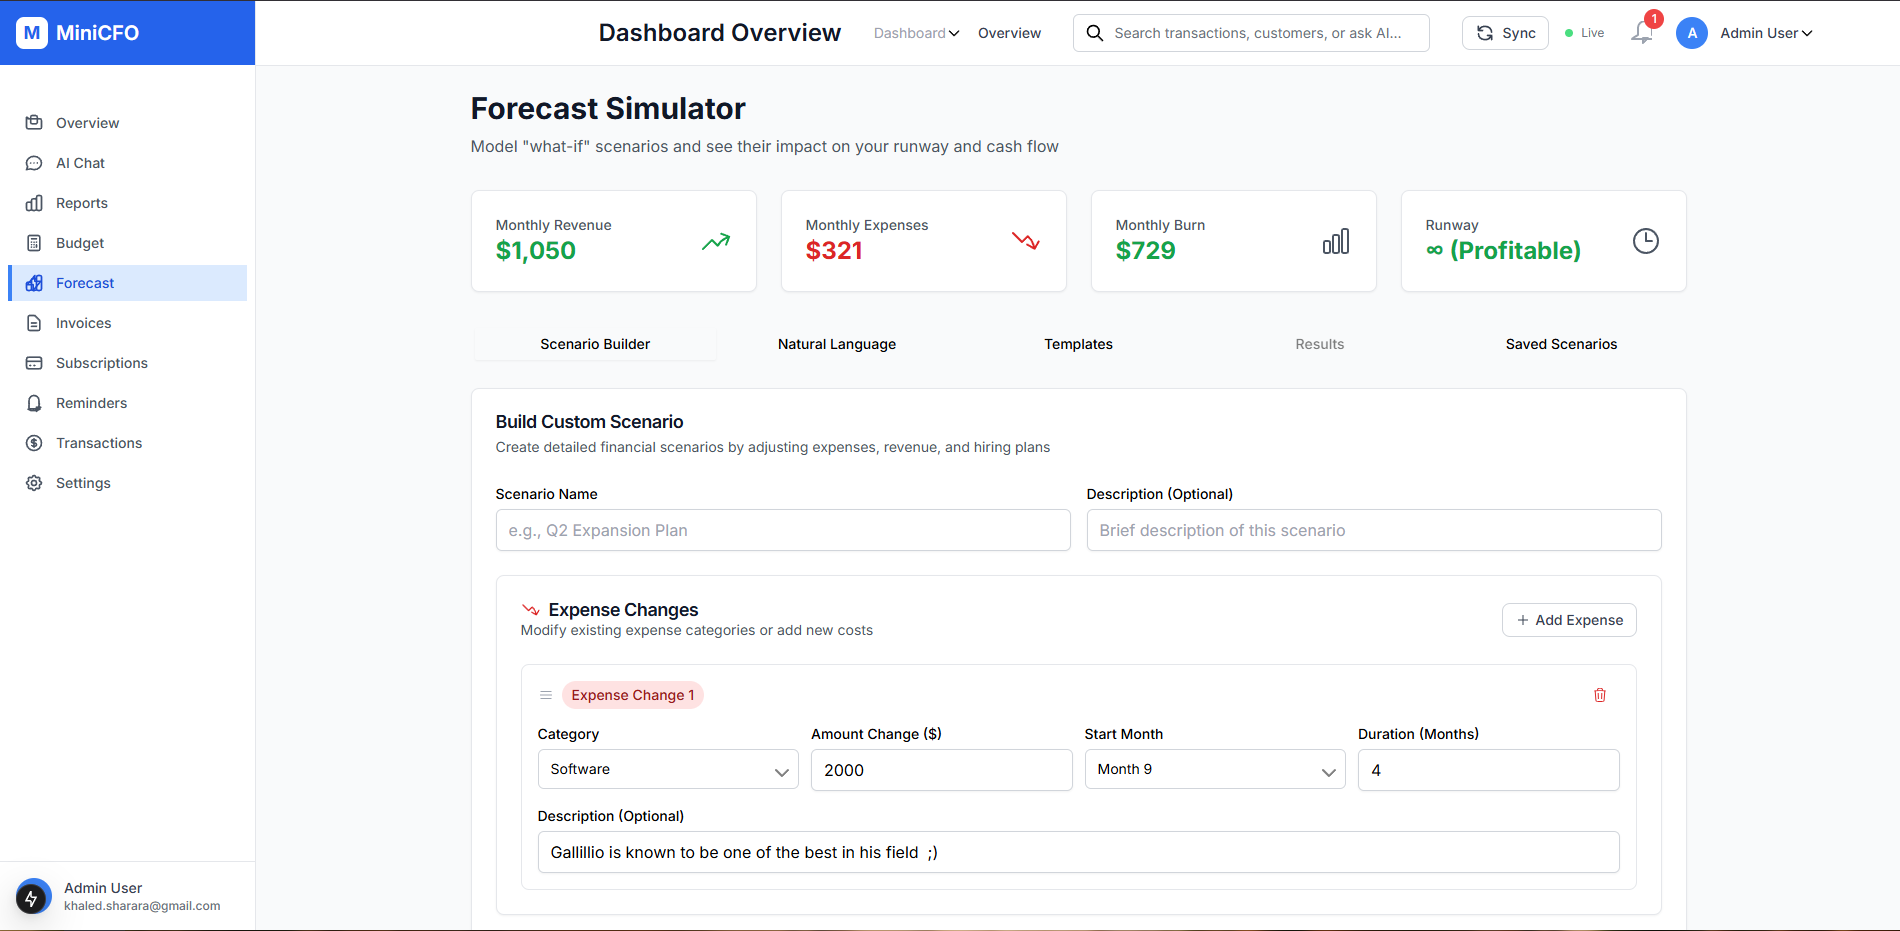 M MiniCFO
Dashboard Overview
Dashboard
Overview
Search transactions, customers, or ask AI...
Sync
Live
1
A
Admin User
Overview
AI Chat
Reports
Budget
Forecast
Invoices
Subscriptions
Reminders
Transactions
Settings
Admin User
khaled.sharara@gmail.com
Forecast Simulator
Model "what-if" scenarios and see their impact on your runway and cash flow
Monthly Revenue
$1,050
Monthly Expenses
$321
Monthly Burn
$729
Runway
∞ (Profitable)
Scenario Builder
Natural Language
Templates
Results
Saved Scenarios
Build Custom Scenario
Create detailed financial scenarios by adjusting expenses, revenue, and hiring plans
Scenario Name
e.g., Q2 Expansion Plan
Description (Optional)
Brief description of this scenario
Expense Changes
Modify existing expense categories or add new costs
+ Add Expense
Expense Change 1
Category
Software
Amount Change ($)
2000
Start Month
Month 9
Duration (Months)
4
Description (Optional)
Gallillio is known to be one of the best in his field  ;)